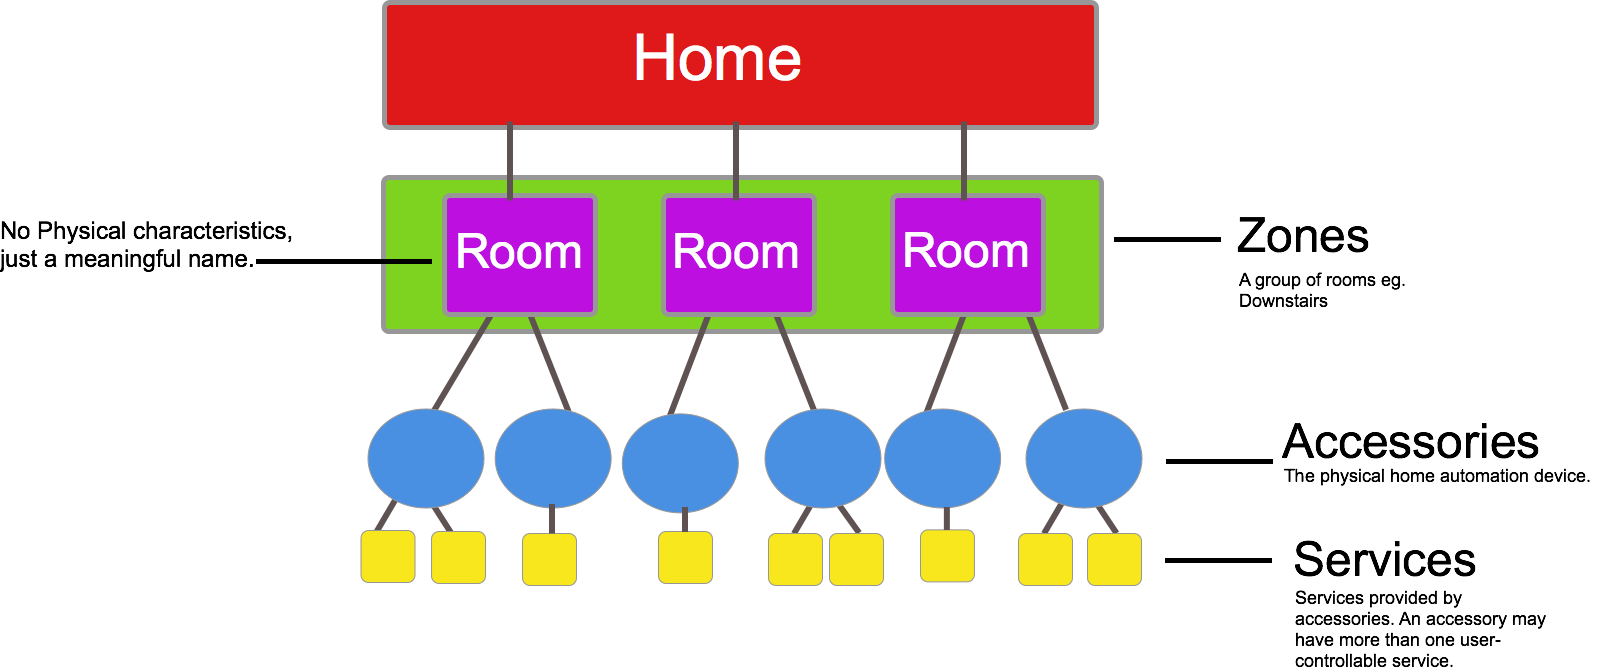 Home
No Physical characteristics,
just a meaningful name.
Room
Room
Room
Zones
A group of rooms eg.
Downstairs
Accessories
The physical home automation device.
Services
Services provided by
accessories. An accessory may
have more than one user-
controllable service.